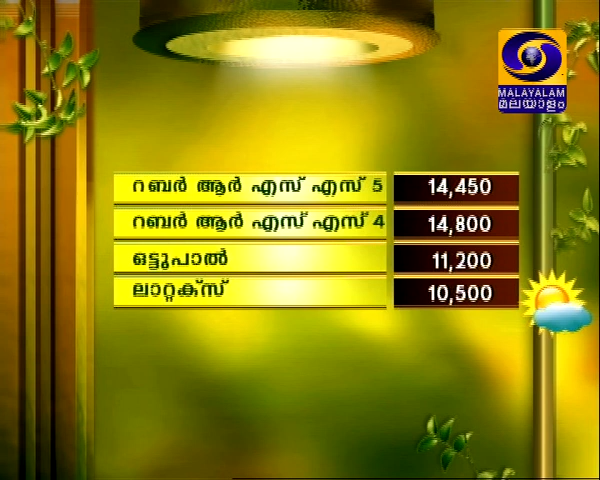 MALAYALAM
മലയാളം
റബർ ആർ എസ് എസ് 5 14,450
റബർ ആർ എസ് എസ് 4 14,800
ഒട്ടുപാൽ 11,200
ലാറ്റക്സ് 10,500